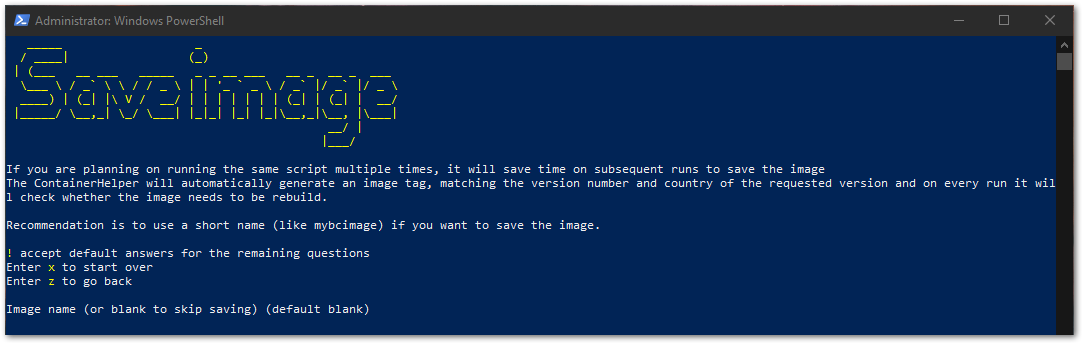 Administrator: Windows PowerShell
Saveimage
If you are planning on running the same script multiple times, it will save time on subsequent runs to save the image
The ContainerHelper will automatically generate an image tag, matching the version number and country of the requested version and on every run it wil
l check whether the image needs to be rebuild.
Recommendation is to use a short name (like mybcimage) if you want to save the image.
! accept default answers for the remaining questions
Enter x to start over
Enter z to go back
Image name (or blank to skip saving) (default blank)